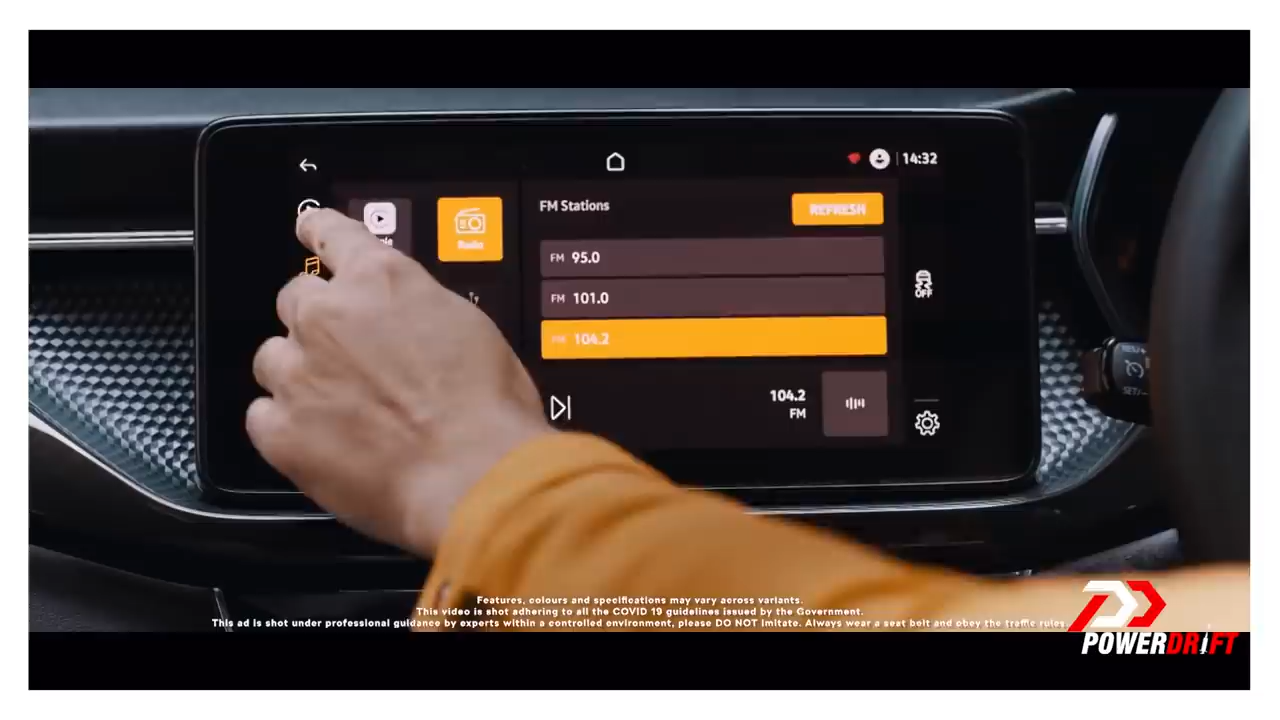 14:32
Radio
FM Stations
REFRESH
FM 95.0
FM 101.0
FM 104.2
OFF
104.2
FM
SET/-
Features, colours and specifications may vary across variants.
This video is shot adhering to all the COVID 19 guidelines issued by the Government.
This ad is shot under professional guidance by experts within a controlled environment, please DO NOT imitate. Always wear a seat belt and obey the traffic rules.
POWERDRIFT